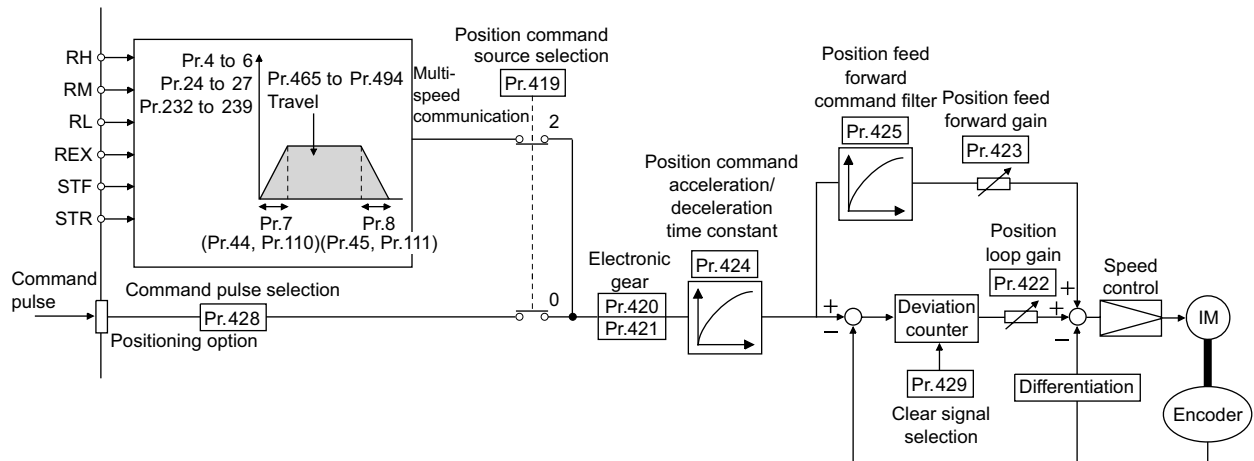 RH
RM
RL
REX
STF
STR
Pr.4 to 6
Pr.24 to 27
Pr.232 to 239
Pr.465 to Pr.494
Travel
Pr.7
(Pr.44, Pr.110)
Pr.8
(Pr.45, Pr.111)
Multi-
speed
communication
Position command
source selection
Pr.419
2
0
Command
pulse
Command pulse selection
Pr.428
Positioning option
Electronic
gear
Pr.420
Pr.421
Position command
acceleration/
deceleration
time constant
Pr.424
Position feed
forward
command filter
Pr.425
Position feed
forward gain
Pr.423
Position
loop gain
Pr.422
+
−
Deviation
counter
Pr.429
Clear signal
selection
+
+
−
Differentiation
Speed
control
IM
Encoder